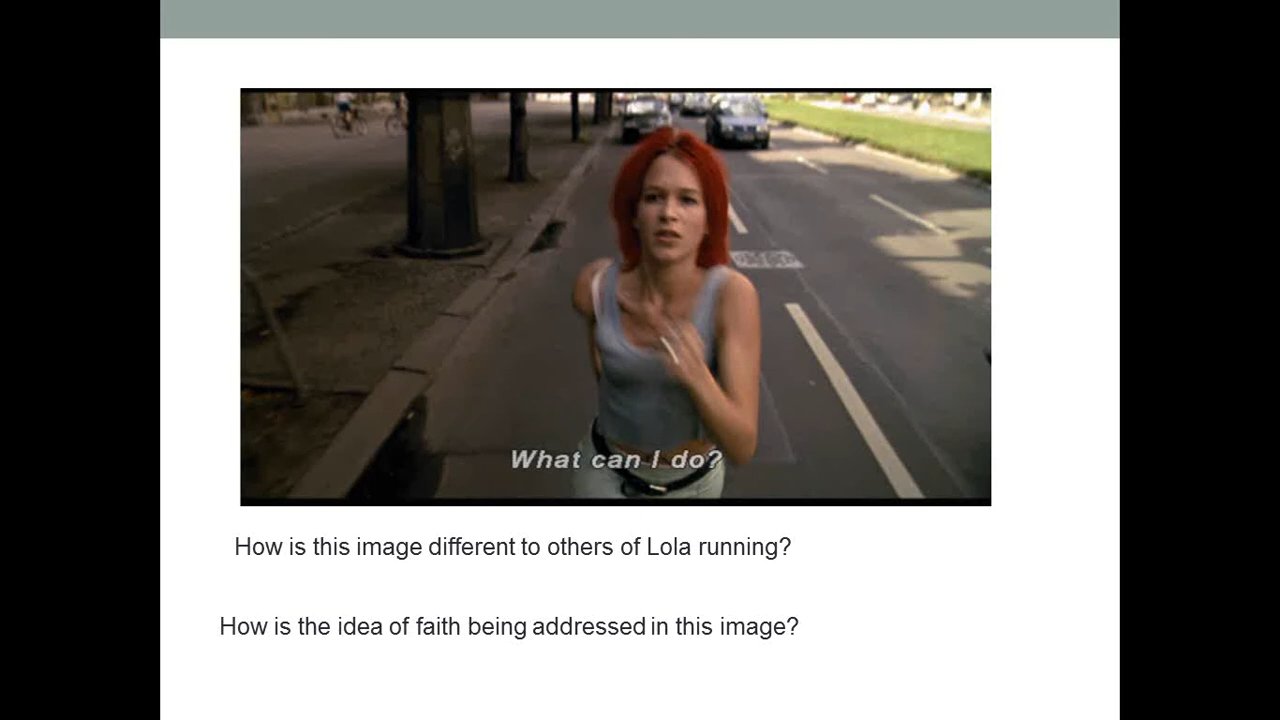 What can I do?
How is this image different to others of Lola running?
How is the idea of faith being addressed in this image?